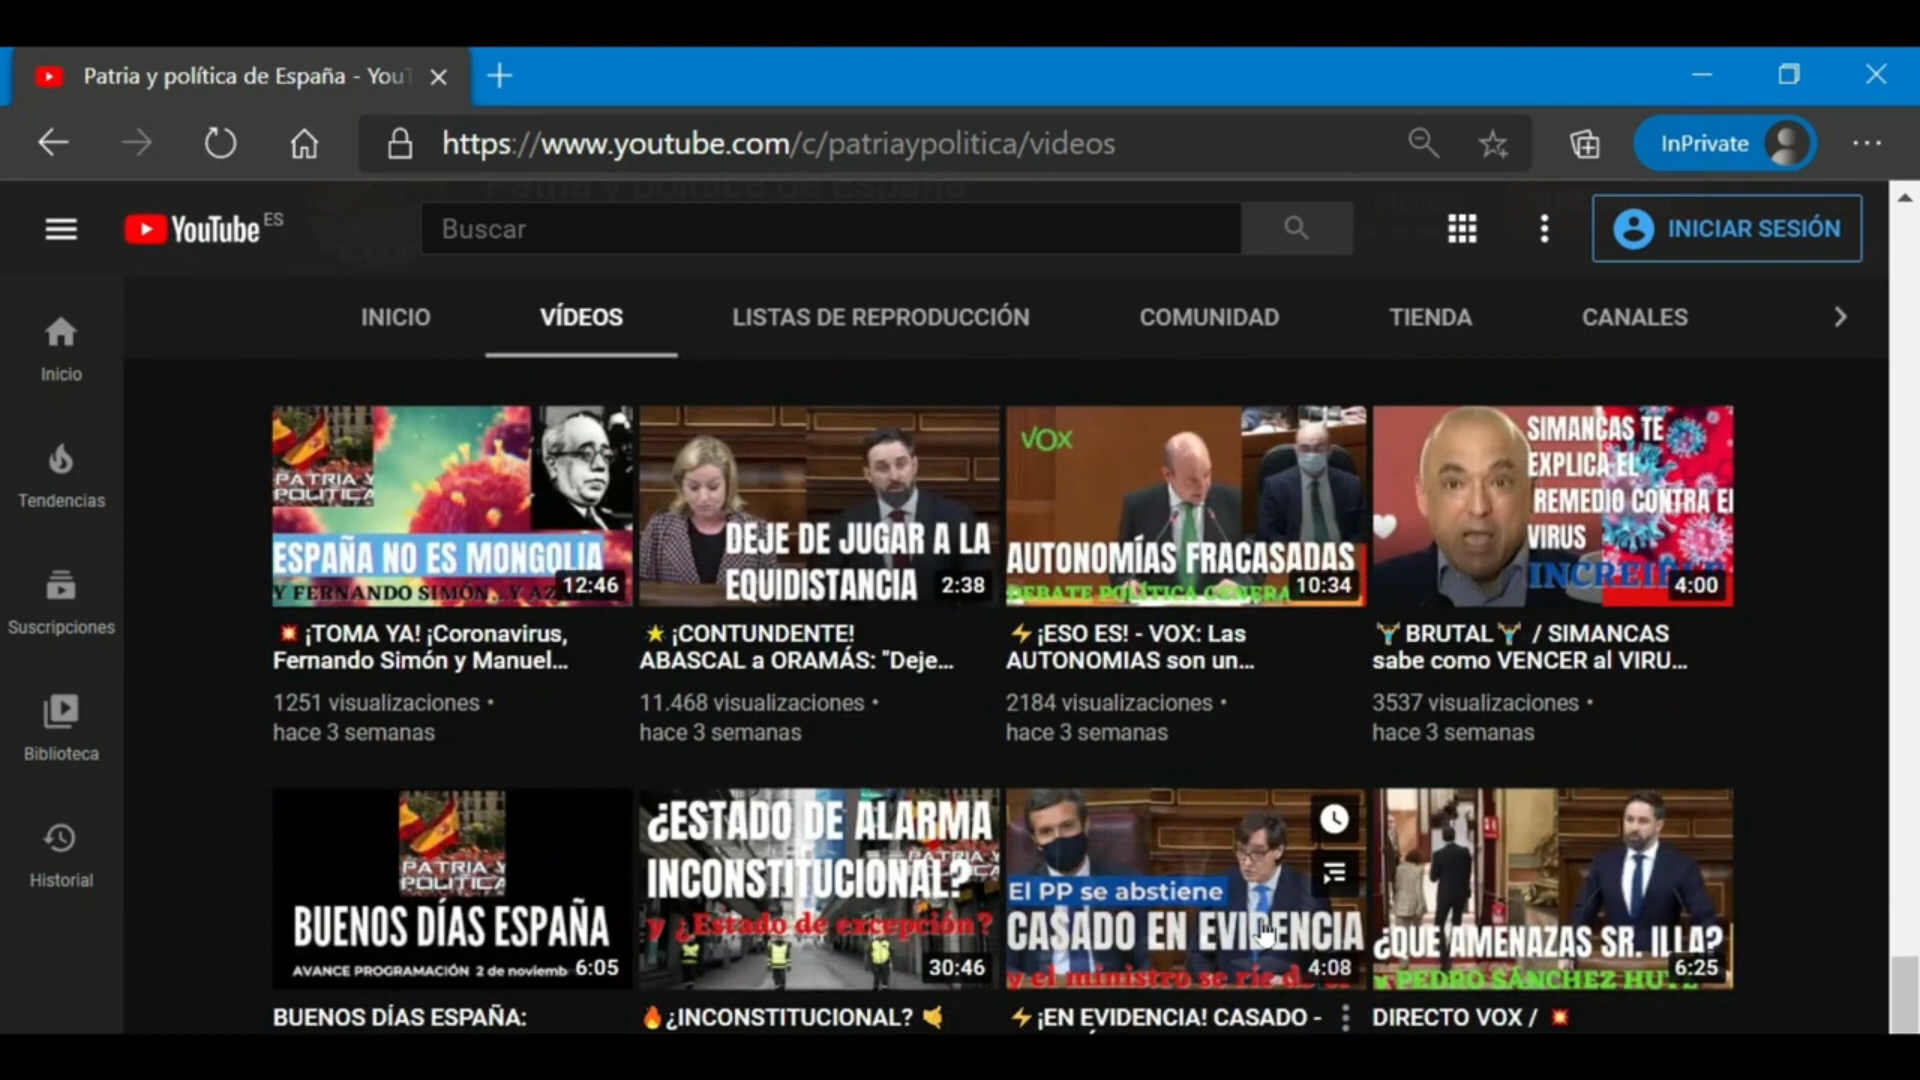 Patria y política de España - YouT
https://www.youtube.com/c/patriaypolitica/videos
InPrivate
Patria y política de España
YouTube ES
Buscar
INICIAR SESIÓN
INICIO
VÍDEOS
LISTAS DE REPRODUCCIÓN
COMUNIDAD
TIENDA
CANALES
Inicio
Tendencias
Suscripciones
Biblioteca
Historial
PATRIA Y
POLITICA
ESPAÑA NO ES MONGOLIA
Y FERNANDO SIMÓN...Y AZ
12:46
DEJE DE JUGAR A LA
EQUIDISTANCIA
2:38
VOX
AUTONOMÍAS FRACASADAS
DEBATE POLÍTICA GENERA
10:34
SIMANCAS TE
EXPLICA EL
REMEDIO CONTRA EL
VIRUS
4:00
💥 ¡TOMA YA! ¡Coronavirus,
Fernando Simón y Manuel...
1251 visualizaciones •
hace 3 semanas
🌟 ¡CONTUNDENTE!
ABASCAL a ORAMÁS: "Deje...
11.468 visualizaciones •
hace 3 semanas
⚡¡ESO ES! - VOX: Las
AUTONOMIAS son un...
2184 visualizaciones •
hace 3 semanas
🏋BRUTAL🏋 / SIMANCAS
sabe como VENCER al VIRU...
3537 visualizaciones •
hace 3 semanas
PATRIA Y
POLITICA
BUENOS DÍAS ESPAÑA
AVANCE PROGRAMACIÓN 2 de noviemb
6:05
¿ESTADO DE ALARMA
INCONSTITUCIONAL?
y ¿Estado de excepción?
30:46
El PP se abstiene
CASADO EN EVIDENCIA
y el ministro se ríe d
4:08
¿QUE AMENAZAS SR. ILLA?
Y PEDRO SÁNCHEZ HU
6:25
BUENOS DÍAS ESPAÑA:
🔥¿INCONSTITUCIONAL? 🤜
⚡¡EN EVIDENCIA! CASADO -
DIRECTO VOX / 💥